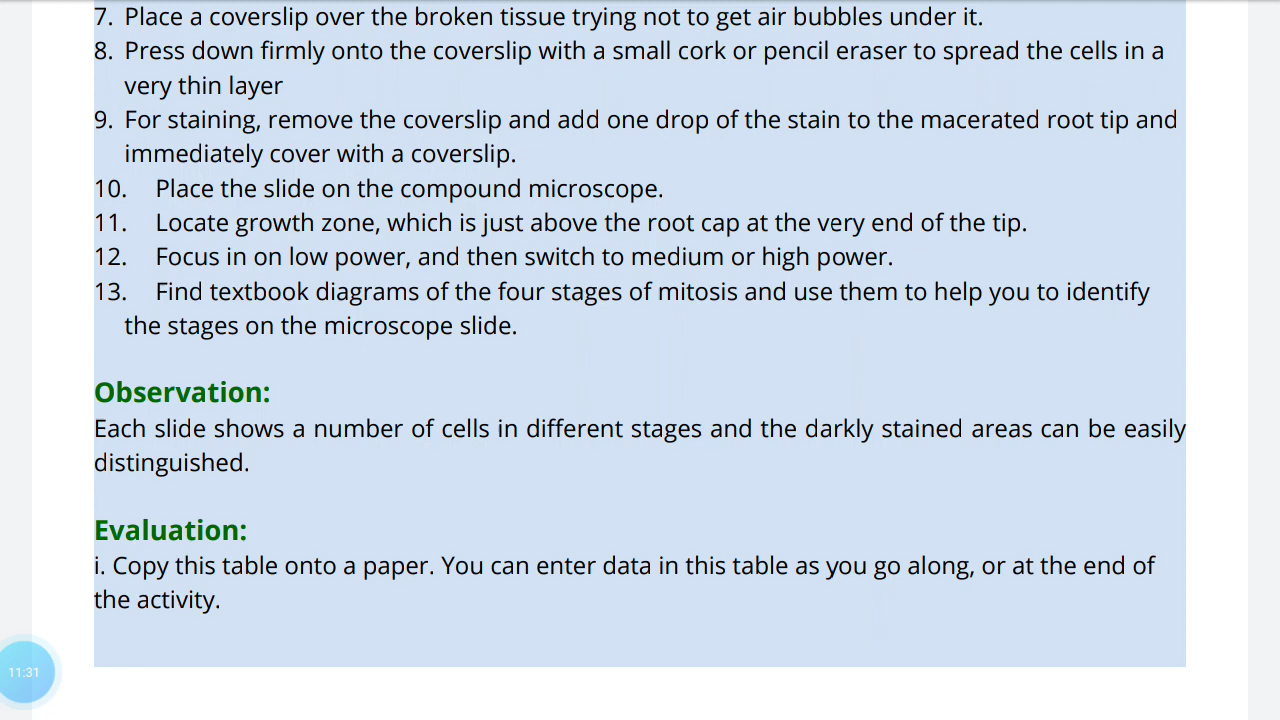 7. Place a coverslip over the broken tissue trying not to get air bubbles under it.
8. Press down firmly onto the coverslip with a small cork or pencil eraser to spread the cells in a
very thin layer
9. For staining, remove the coverslip and add one drop of the stain to the macerated root tip and
immediately cover with a coverslip.
10. Place the slide on the compound microscope.
11. Locate growth zone, which is just above the root cap at the very end of the tip.
12. Focus in on low power, and then switch to medium or high power.
13. Find textbook diagrams of the four stages of mitosis and use them to help you to identify
the stages on the microscope slide.
Observation:
Each slide shows a number of cells in different stages and the darkly stained areas can be easily
distinguished.
Evaluation:
i. Copy this table onto a paper. You can enter data in this table as you go along, or at the end of
the activity.
11:31